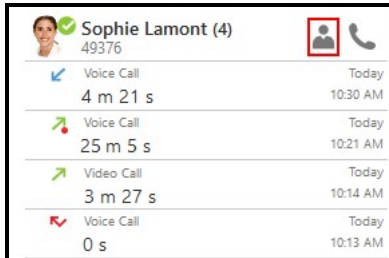 Sophie Lamont (4)
49376
Voice Call Today
4 m 21 s 10:30 AM
Voice Call Today
25 m 5 s 10:21 AM
Video Call Today
3 m 27 s 10:14 AM
Voice Call Today
0 s 10:13 AM